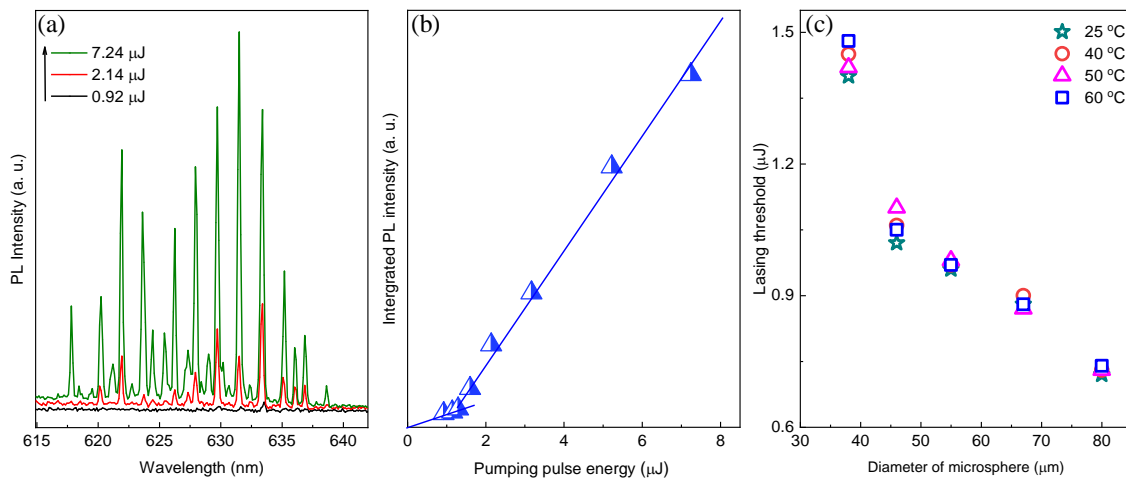 (a)
7.24 μJ
2.14 μJ
0.92 μJ
PL Intensity (a. u.)
615 620 625 630 635 640
Wavelength (nm)
(b)
Intergrated PL intensity (a. u.)
0 2 4 6 8
Pumping pulse energy (μJ)
(c)
25 °C
40 °C
50 °C
60 °C
Lasing threshold (μJ)
1.5
1.2
0.9
0.6
30 40 50 60 70 80
Diameter of microsphere (μm)